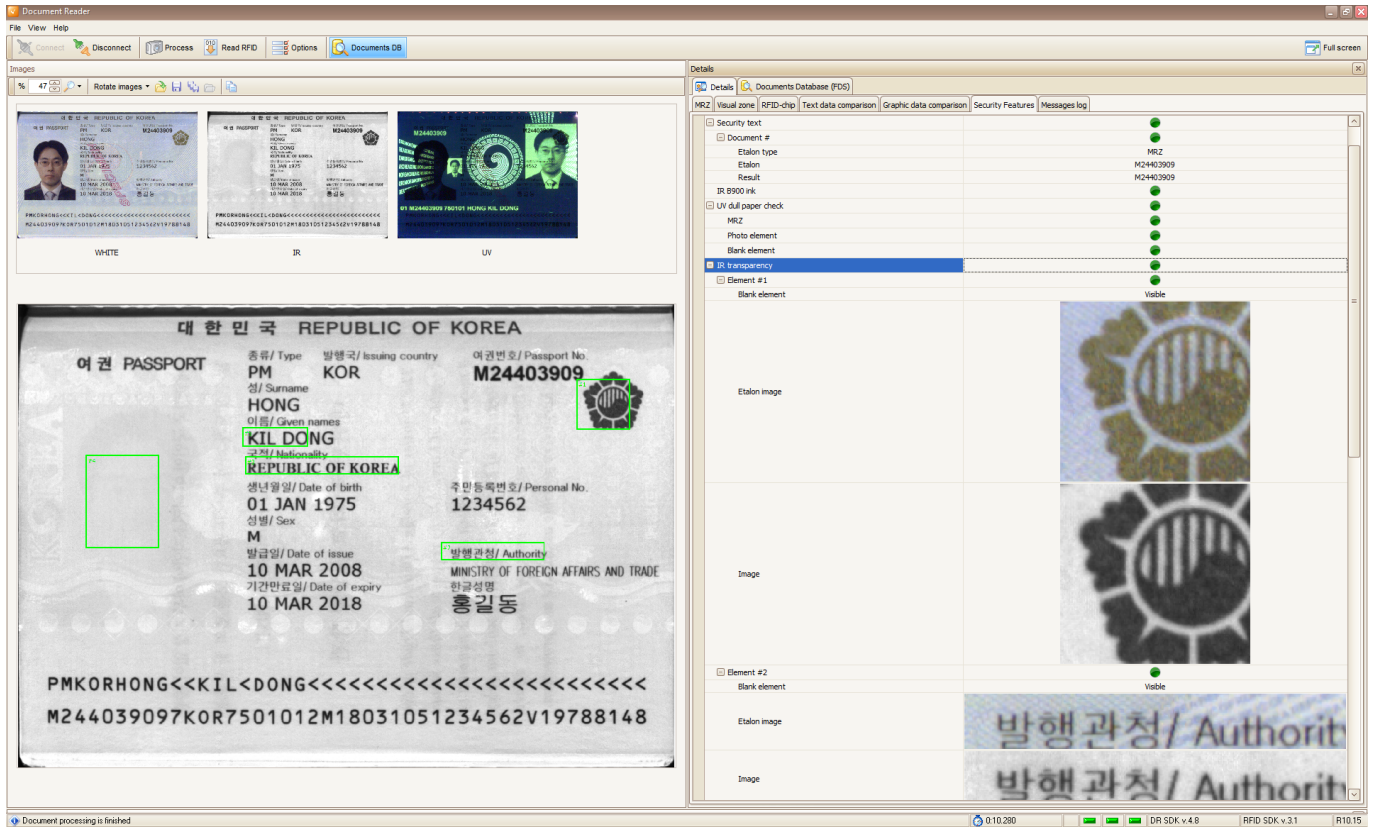 Document Reader
File View Help
Connect Disconnect Process Read RFID Options Documents DB Full screen
Images
% 47 Rotate images
WHITE IR UV
대한민국 REPUBLIC OF KOREA
여권 PASSPORT
종류/ Type 발행국/ Issuing country 여권번호/ Passport No.
PM KOR M24403909
성/ Surname
HONG
이름/ Given names
KIL DONG
국적/ Nationality
REPUBLIC OF KOREA
생년월일/ Date of birth 주민등록번호/ Personal No.
01 JAN 1975 1234562
성별/ Sex
M
발급일/ Date of issue 발행관청/ Authority
10 MAR 2008 MINISTRY OF FOREIGN AFFAIRS AND TRADE
기간만료일/ Date of expiry 한글성명
10 MAR 2018 홍길동
PMKORHONG<<KIL<DONG<<<<<<<<<<<<<<<<<<<<<<<<<
M244039097KOR7501012M18031051234562V19788148
Details
Details Documents Database (FDS)
MRZ Visual zone RFID-chip Text data comparison Graphic data comparison Security Features Messages log
Security text
Document #
Etalon type MRZ
Etalon M24403909
Result M24403909
IR B900 ink
UV dull paper check
MRZ
Photo element
Blank element
IR transparency
Element #1
Blank element Visible
Etalon image
Image
Element #2
Blank element Visible
Etalon image 발행관청/ Authority
Image 발행관청/ Authority
Document processing is finished 0:10.280 DR SDK v.4.8 RFID SDK v.3.1 R10.15